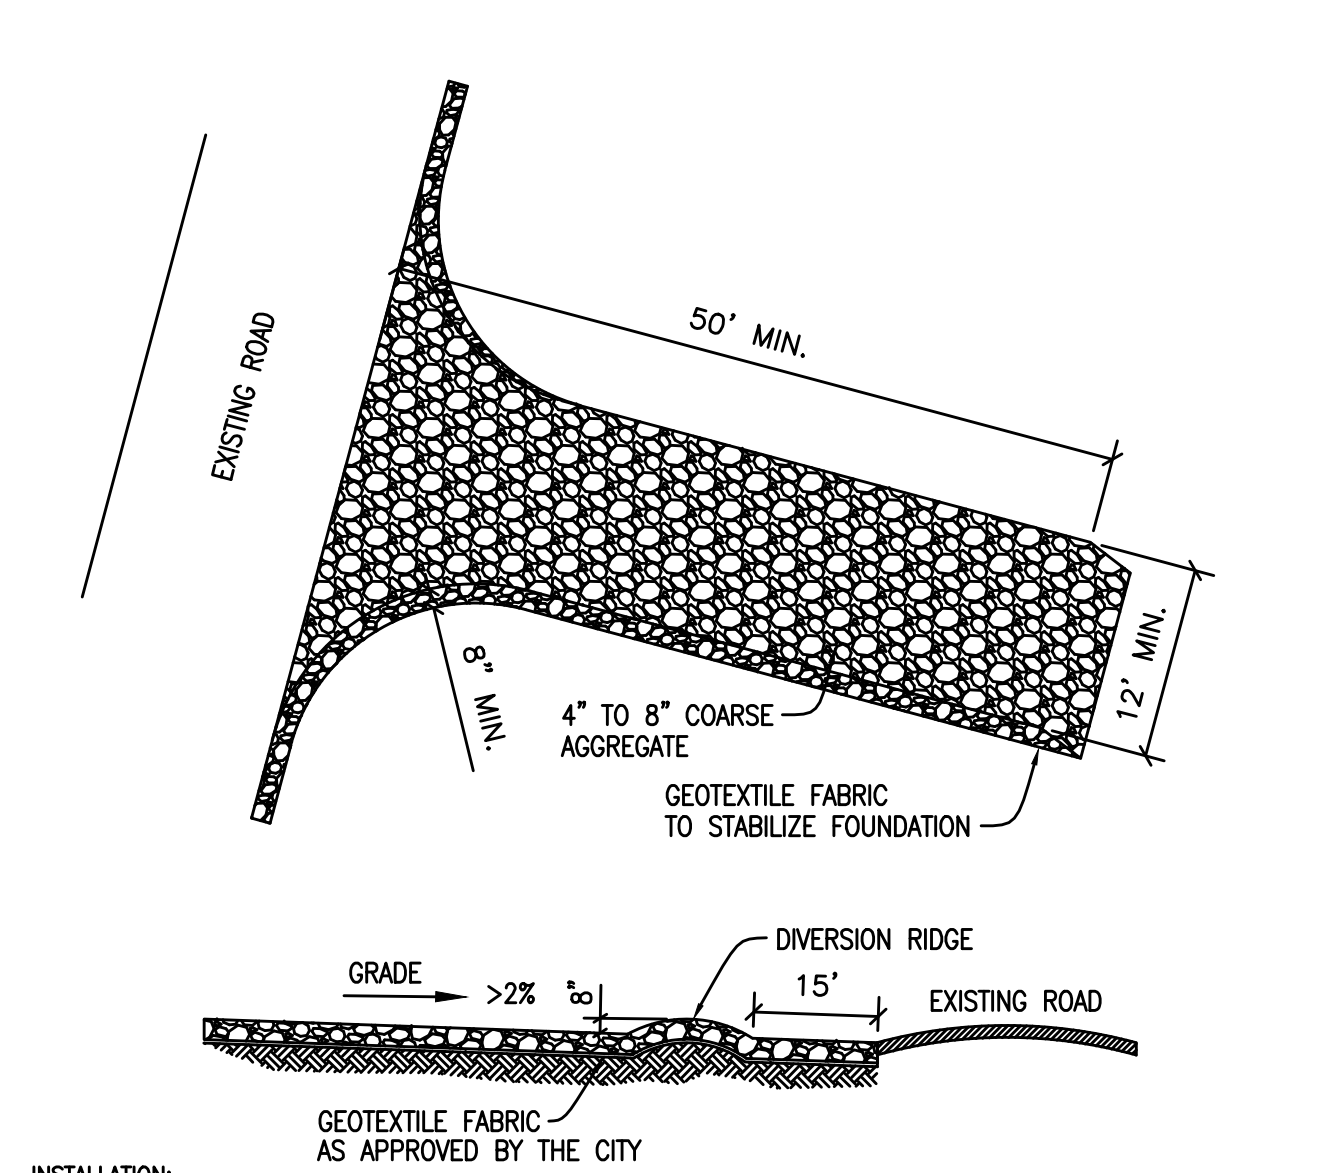 EXISTING ROAD
50' MIN.
12' MIN.
8" MIN.
4" TO 8" COARSE
AGGREGATE
GEOTEXTILE FABRIC
TO STABILIZE FOUNDATION
DIVERSION RIDGE
GRADE
>2%
8"
15'
EXISTING ROAD
GEOTEXTILE FABRIC
AS APPROVED BY THE CITY
INSTALLATION: